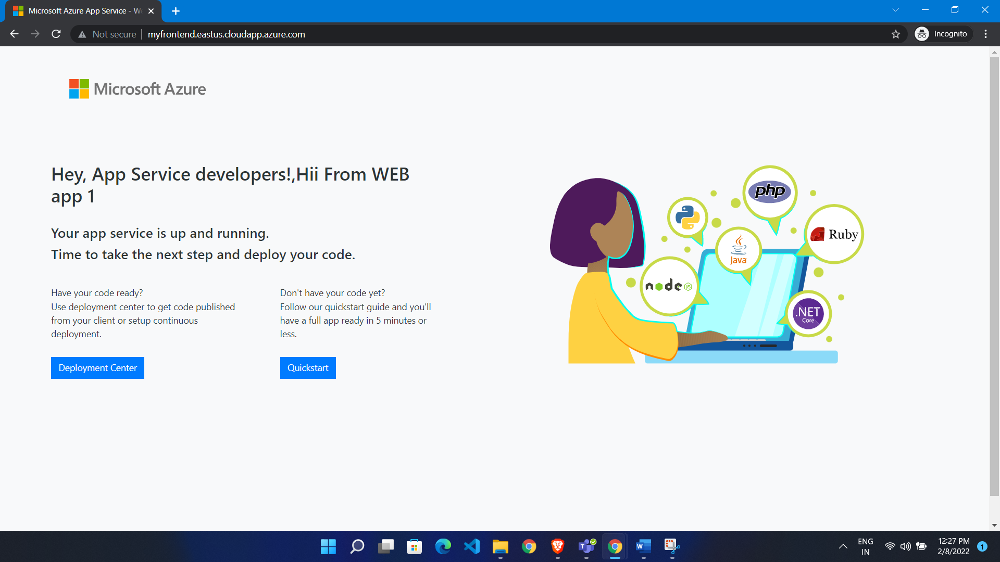 Microsoft Azure App Service - We
Not secure
myfrontend.eastus.cloudapp.azure.com
Incognito
Microsoft Azure
Hey, App Service developers!,Hii From WEB
app 1
Your app service is up and running.
Time to take the next step and deploy your code.
Have your code ready?
Use deployment center to get code published
from your client or setup continuous
deployment.
Deployment Center
Don't have your code yet?
Follow our quickstart guide and you'll
have a full app ready in 5 minutes or
less.
Quickstart
php
Ruby
Java
node
JS
.NET
Core
T
W
ENG
IN
12:27 PM
2/8/2022
1